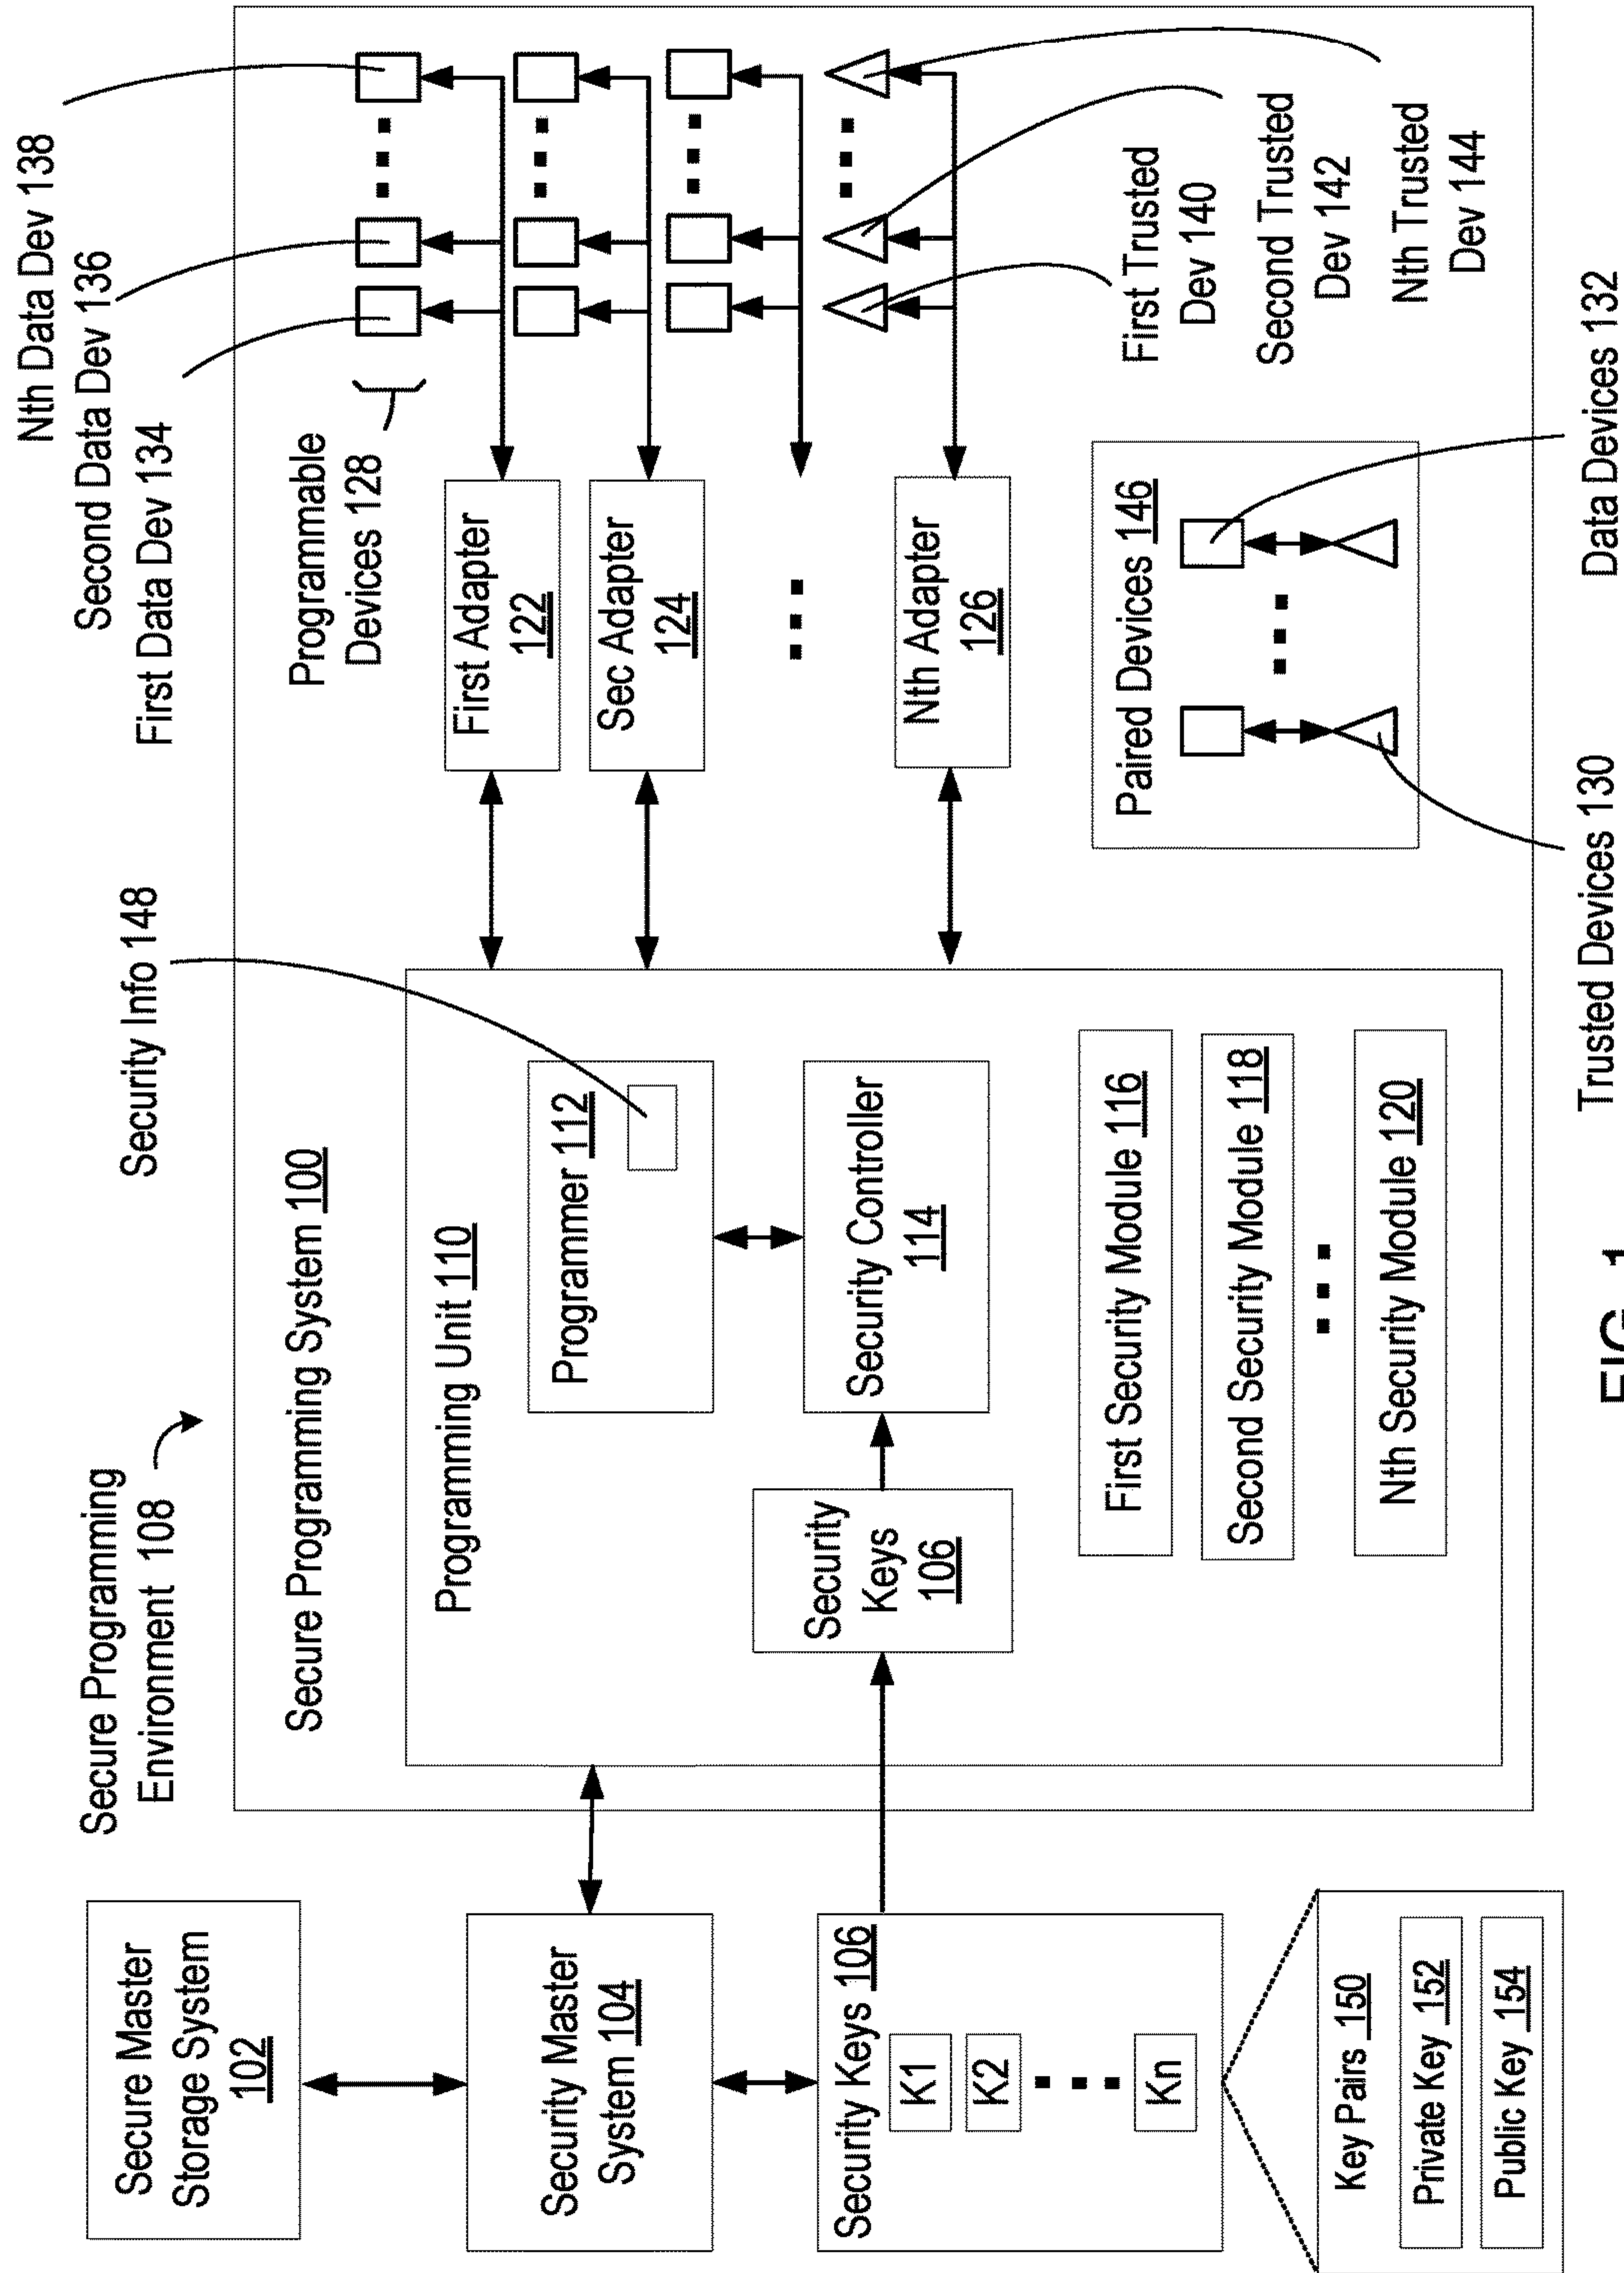 Secure Programming
Environment 108
Secure Master
Storage System
102
Security Master
System 104
Security Keys 106
K1
K2
Kn
Key Pairs 150
Private Key 152
Public Key 154
Secure Programming System 100
Programming Unit 110
Security Info 148
Programmer 112
Security
Keys
106
Security Controller
114
First Security Module 116
Second Security Module 118
Nth Security Module 120
Nth Data Dev 138
Second Data Dev 136
First Data Dev 134
Programmable
Devices 128
First Adapter
122
Sec Adapter
124
Nth Adapter
126
First Trusted
Dev 140
Second Trusted
Dev 142
Nth Trusted
Dev 144
Paired Devices 146
Trusted Devices 130
Data Devices 132
FIG. 1